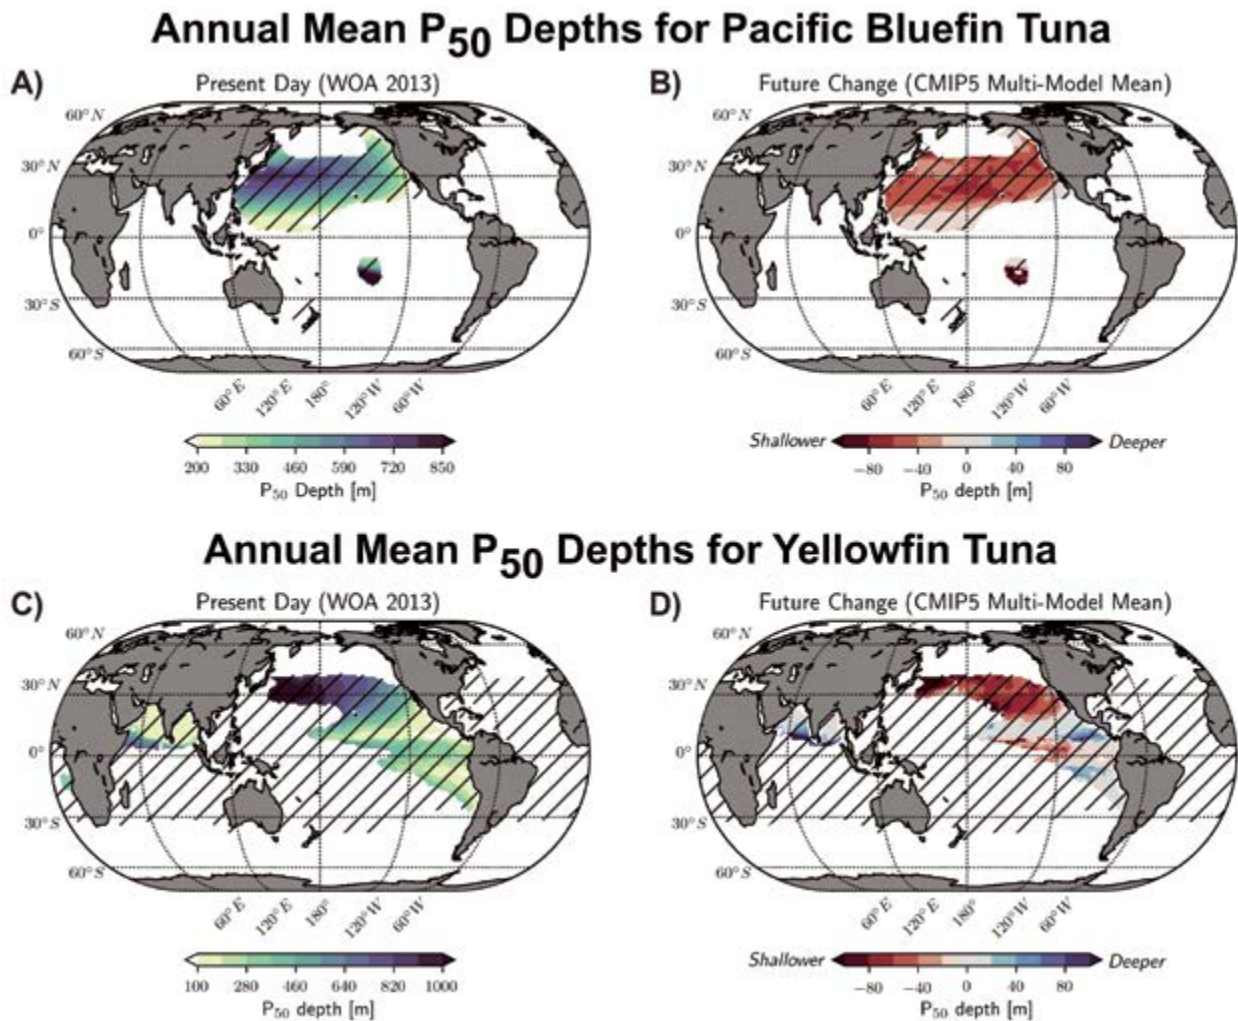 Annual Mean P50 Depths for Pacific Bluefin Tuna
A) Present Day (WOA 2013)
B) Future Change (CMIP5 Multi-Model Mean)
60°N
60°N
30°N
30°N
0°
0°
30°S
30°S
60°S
60°S
60°E 120°E 180° 120°W 60°W
60°E 120°E 180° 120°W 60°W
Shallower Deeper
200 330 460 590 720 850
−80 −40 0 40 80
P50 Depth [m]
P50 depth [m]
Annual Mean P50 Depths for Yellowfin Tuna
C) Present Day (WOA 2013)
D) Future Change (CMIP5 Multi-Model Mean)
60°N
60°N
30°N
30°N
0°
0°
30°S
30°S
60°S
60°S
60°E 120°E 180° 120°W 60°W
60°E 120°E 180° 120°W 60°W
Shallower Deeper
100 280 460 640 820 1000
−80 −40 0 40 80
P50 depth [m]
P50 depth [m]